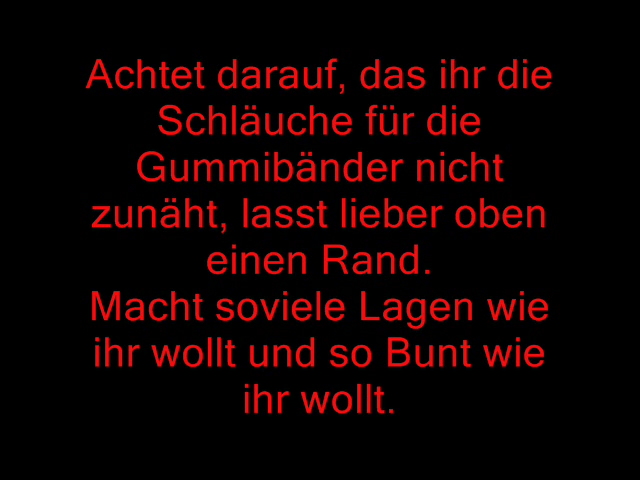 Achtet darauf, das ihr die
Schläuche für die
Gummibänder nicht
zunäht, lasst lieber oben
einen Rand.
Macht soviele Lagen wie
ihr wollt und so Bunt wie
ihr wollt.